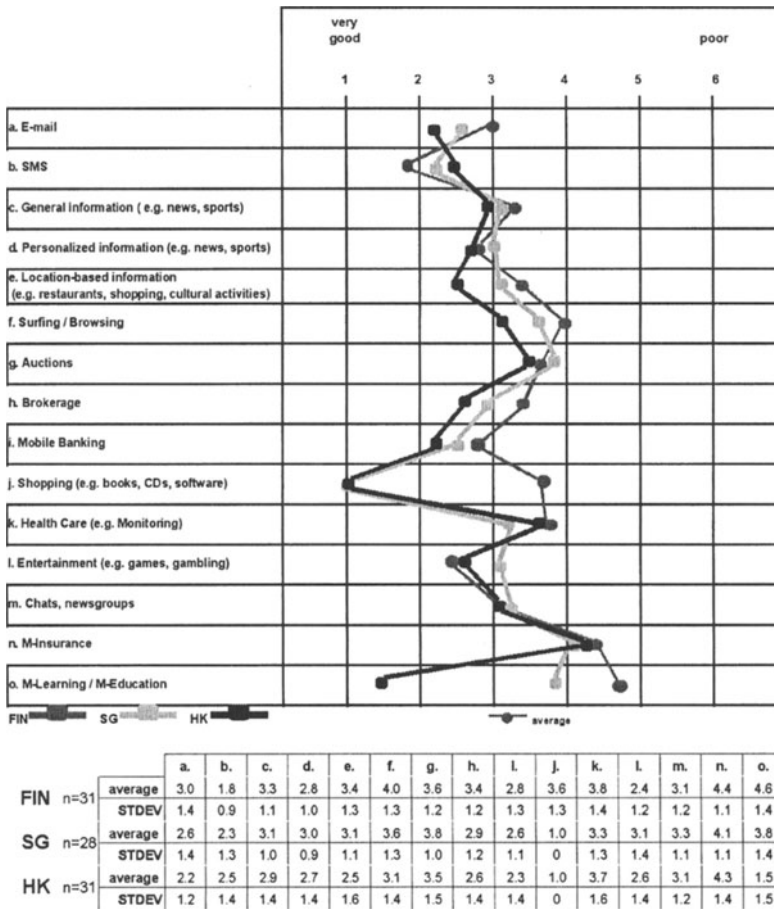 very
good
poor
1 2 3 4 5 6
a. E-mail
b. SMS
c. General information ( e.g. news, sports)
d. Personalized information (e.g. news, sports)
e. Location-based information
(e.g. restaurants, shopping, cultural activities)
f. Surfing / Browsing
g. Auctions
h. Brokerage
i. Mobile Banking
j. Shopping (e.g. books, CDs, software)
k. Health Care (e.g. Monitoring)
l. Entertainment (e.g. games, gambling)
m. Chats, newsgroups
n. M-Insurance
o. M-Learning / M-Education
FIN SG HK average
a. b. c. d. e. f. g. h. I. j. k. l. m. n. o.
FIN n=31 average 3.0 1.8 3.3 2.8 3.4 4.0 3.6 3.4 2.8 3.6 3.8 2.4 3.1 4.4 4.6
STDEV 1.4 0.9 1.1 1.0 1.3 1.3 1.2 1.2 1.3 1.3 1.4 1.2 1.2 1.1 1.4
SG n=28 average 2.6 2.3 3.1 3.0 3.1 3.6 3.8 2.9 2.6 1.0 3.3 3.1 3.3 4.1 3.8
STDEV 1.4 1.3 1.0 0.9 1.1 1.3 1.0 1.2 1.1 0 1.3 1.4 1.1 1.1 1.4
HK n=31 average 2.2 2.5 2.9 2.7 2.5 3.1 3.5 2.6 2.3 1.0 3.7 2.6 3.1 4.3 1.5
STDEV 1.2 1.4 1.4 1.4 1.6 1.4 1.5 1.4 1.4 0 1.6 1.4 1.2 1.4 1.5